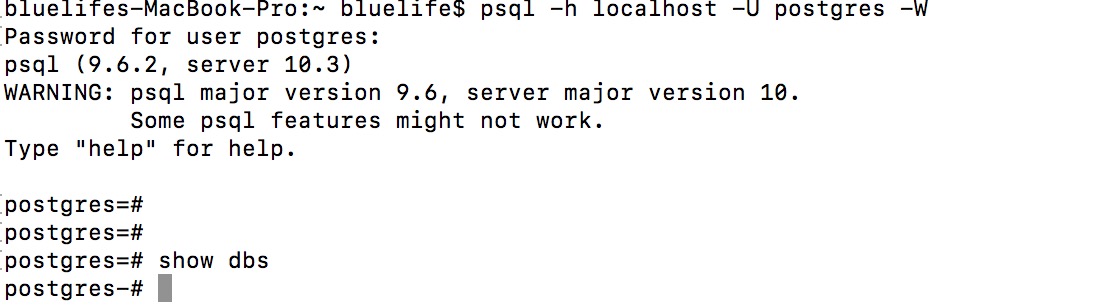 bluelifes-MacBook-Pro:~ bluelife$ psql -h localhost -U postgres -W
Password for user postgres:
psql (9.6.2, server 10.3)
WARNING: psql major version 9.6, server major version 10.
         Some psql features might not work.
Type "help" for help.

postgres=#
postgres=#
postgres=# show dbs
postgres-#